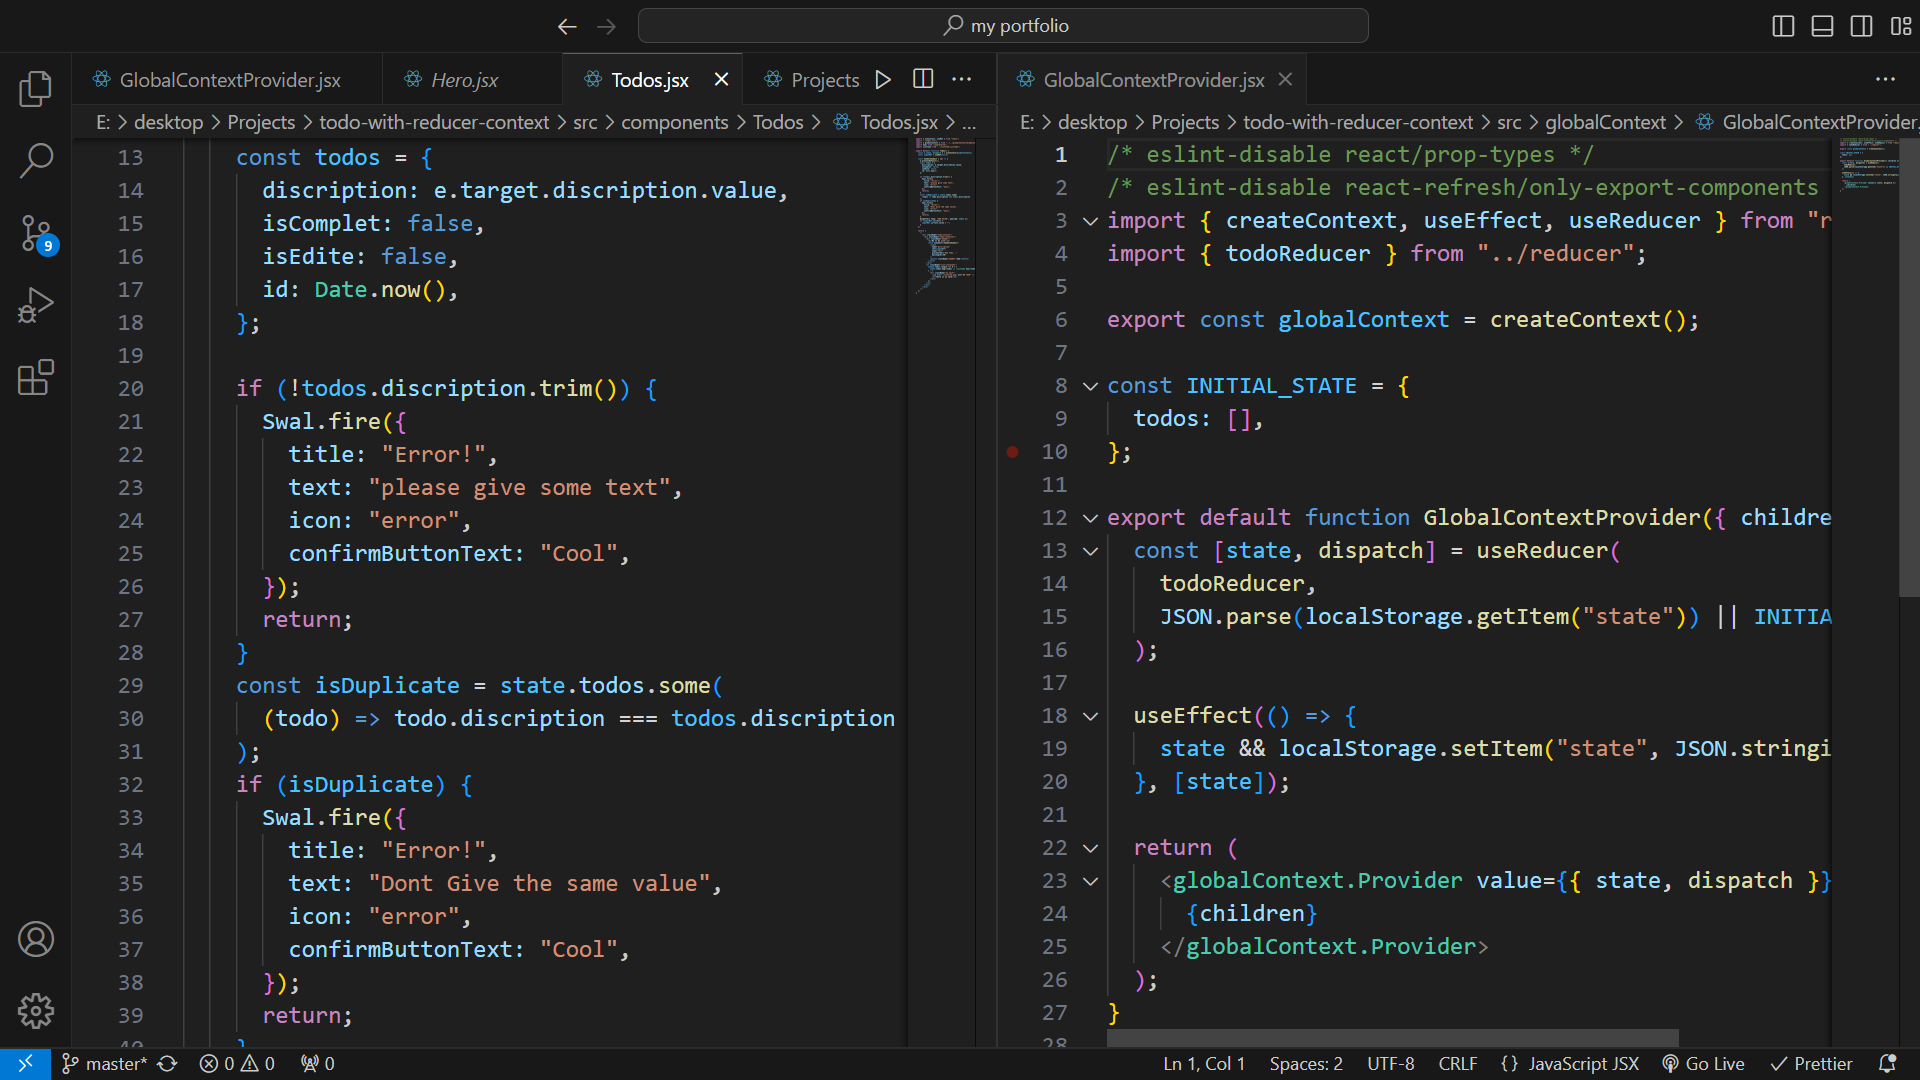 my portfolio
GlobalContextProvider.jsx
Hero.jsx
Todos.jsx
Projects
GlobalContextProvider.jsx
E: > desktop > Projects > todo-with-reducer-context > src > components > Todos > Todos.jsx > ...
13 const todos = {
14 discription: e.target.discription.value,
15 isComplet: false,
16 isEdite: false,
17 id: Date.now(),
18 };
19
20 if (!todos.discription.trim()) {
21 Swal.fire({
22 title: "Error!",
23 text: "please give some text",
24 icon: "error",
25 confirmButtonText: "Cool",
26 });
27 return;
28 }
29 const isDuplicate = state.todos.some(
30 (todo) => todo.discription === todos.discription
31 );
32 if (isDuplicate) {
33 Swal.fire({
34 title: "Error!",
35 text: "Dont Give the same value",
36 icon: "error",
37 confirmButtonText: "Cool",
38 });
39 return;
40 }
E: > desktop > Projects > todo-with-reducer-context > src > globalContext > GlobalContextProvider.
1 /* eslint-disable react/prop-types */
2 /* eslint-disable react-refresh/only-export-components
3 import { createContext, useEffect, useReducer } from "r
4 import { todoReducer } from "../reducer";
5
6 export const globalContext = createContext();
7
8 const INITIAL_STATE = {
9 todos: [],
10 };
11
12 export default function GlobalContextProvider({ childre
13 const [state, dispatch] = useReducer(
14 todoReducer,
15 JSON.parse(localStorage.getItem("state")) || INITIA
16 );
17
18 useEffect(() => {
19 state && localStorage.setItem("state", JSON.stringi
20 }, [state]);
21
22 return (
23 <globalContext.Provider value={{ state, dispatch }}
24 {children}
25 </globalContext.Provider>
26 );
27 }
28
9
master* 0 0 0 Ln 1, Col 1 Spaces: 2 UTF-8 CRLF {} JavaScript JSX Go Live Prettier